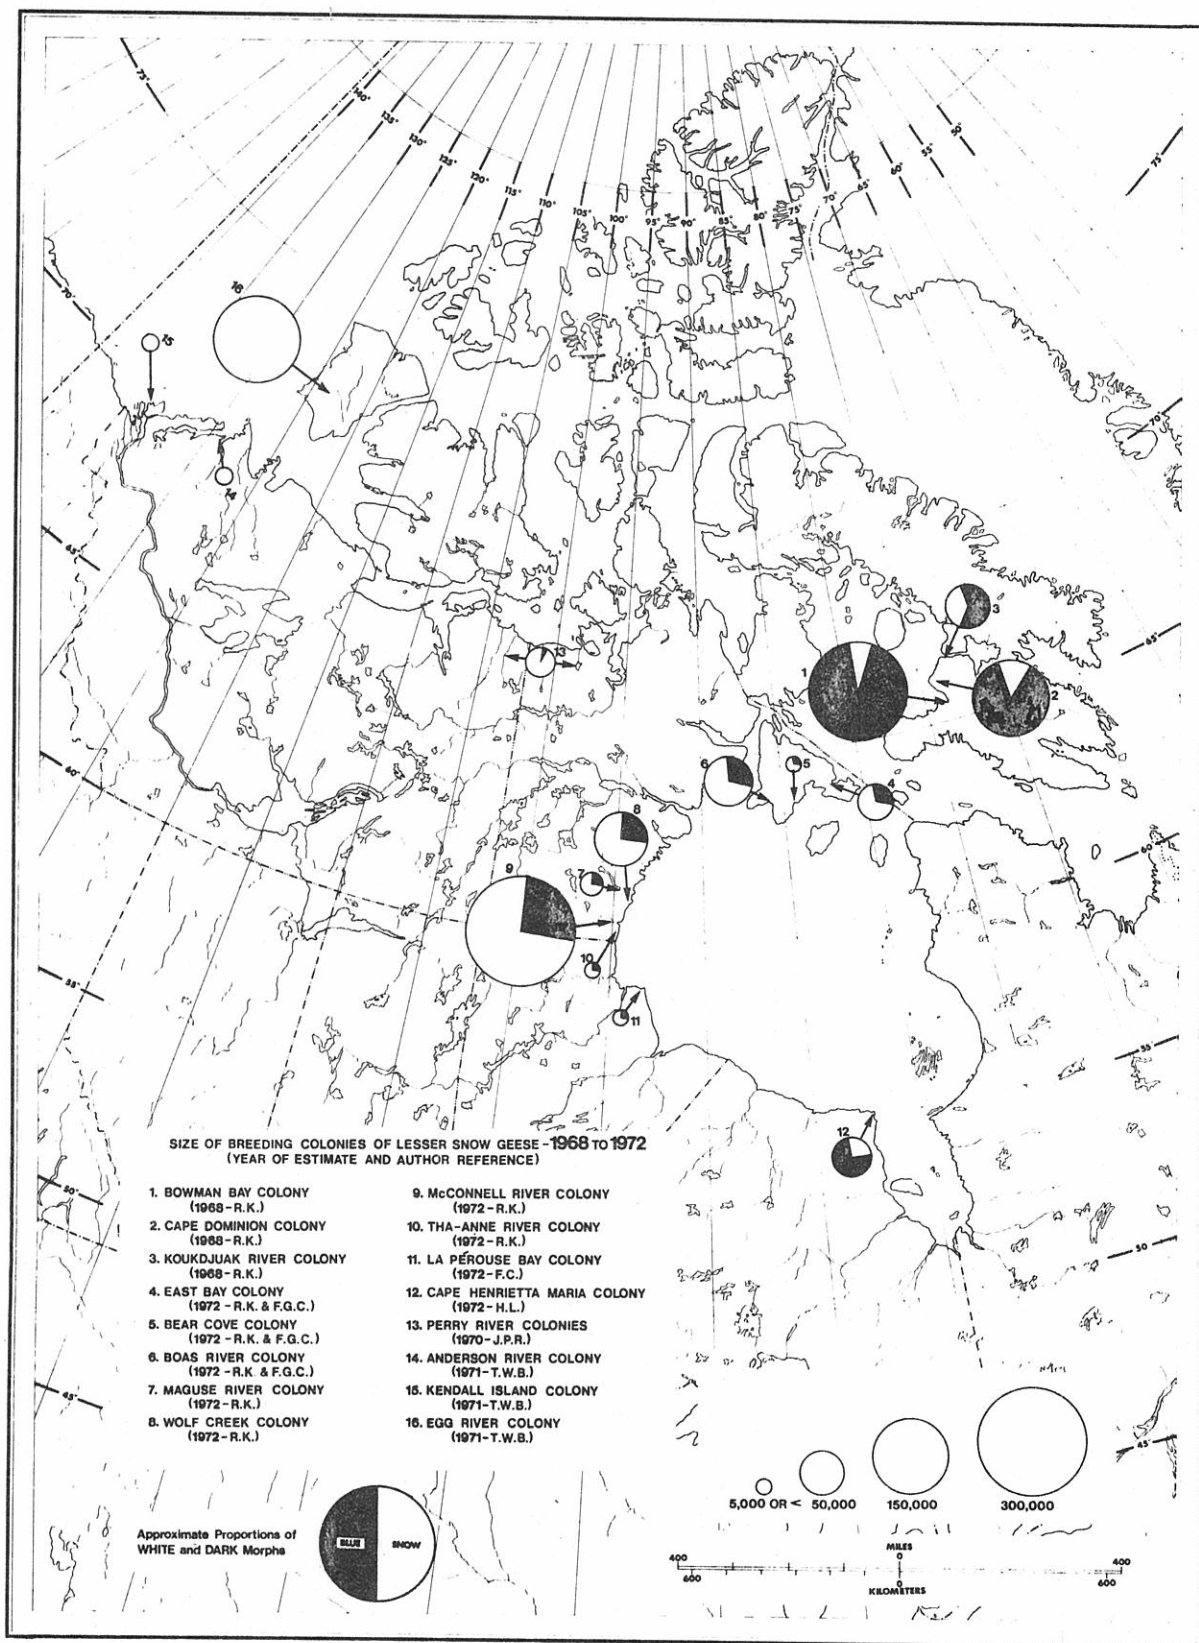 75°
140°
135°
130°
125°
120°
115°
110°
105°
100°
95°
90°
85°
80°
75°
70°
65°
60°
55°
50°
75°
70°
16
15
14
70°
65°
3
13
1
2
65°
60°
6
5
4
8
9
7
60°
10
11
55°
55°
12
SIZE OF BREEDING COLONIES OF LESSER SNOW GEESE - 1968 TO 1972
(YEAR OF ESTIMATE AND AUTHOR REFERENCE)
1. BOWMAN BAY COLONY
(1968 - R.K.)
2. CAPE DOMINION COLONY
(1968 - R.K.)
3. KOUKDJUAK RIVER COLONY
(1968 - R.K.)
4. EAST BAY COLONY
(1972 - R.K. & F.G.C.)
5. BEAR COVE COLONY
(1972 - R.K. & F.G.C.)
6. BOAS RIVER COLONY
(1972 - R.K. & F.G.C.)
7. MAGUSE RIVER COLONY
(1972 - R.K.)
8. WOLF CREEK COLONY
(1972 - R.K.)
9. McCONNELL RIVER COLONY
(1972 - R.K.)
10. THA-ANNE RIVER COLONY
(1972 - R.K.)
11. LA PÉROUSE BAY COLONY
(1972 - F.C.)
12. CAPE HENRIETTA MARIA COLONY
(1972 - H.L.)
13. PERRY RIVER COLONIES
(1970 - J.P.R.)
14. ANDERSON RIVER COLONY
(1971 - T.W.B.)
15. KENDALL ISLAND COLONY
(1971 - T.W.B.)
16. EGG RIVER COLONY
(1971 - T.W.B.)
50°
50°
45°
45°
5,000 OR < 50,000 150,000 300,000
Approximate Proportions of
WHITE and DARK Morphs
BLUE SNOW
MILES
400 0 400
600 0 600
KILOMETERS